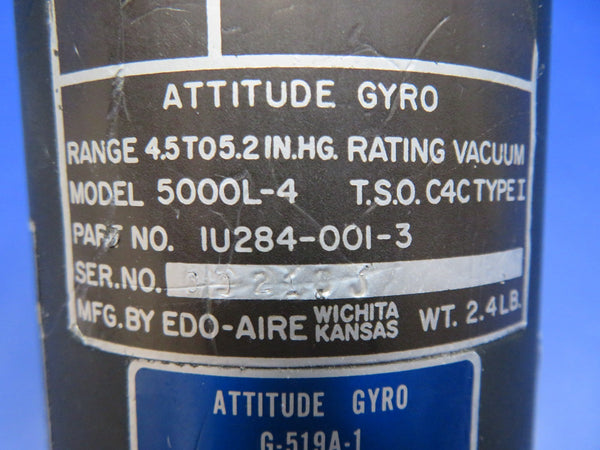 ATTITUDE GYRO
RANGE 4.5 TO 5.2 IN.HG. RATING VACUUM
MODEL 5000L-4 T.S.O. C4C TYPE I
PART NO. 1U284-001-3
SER.NO.
MFG. BY EDO-AIRE WICHITA KANSAS WT. 2.4 LB.
ATTITUDE GYRO
G-519A-1